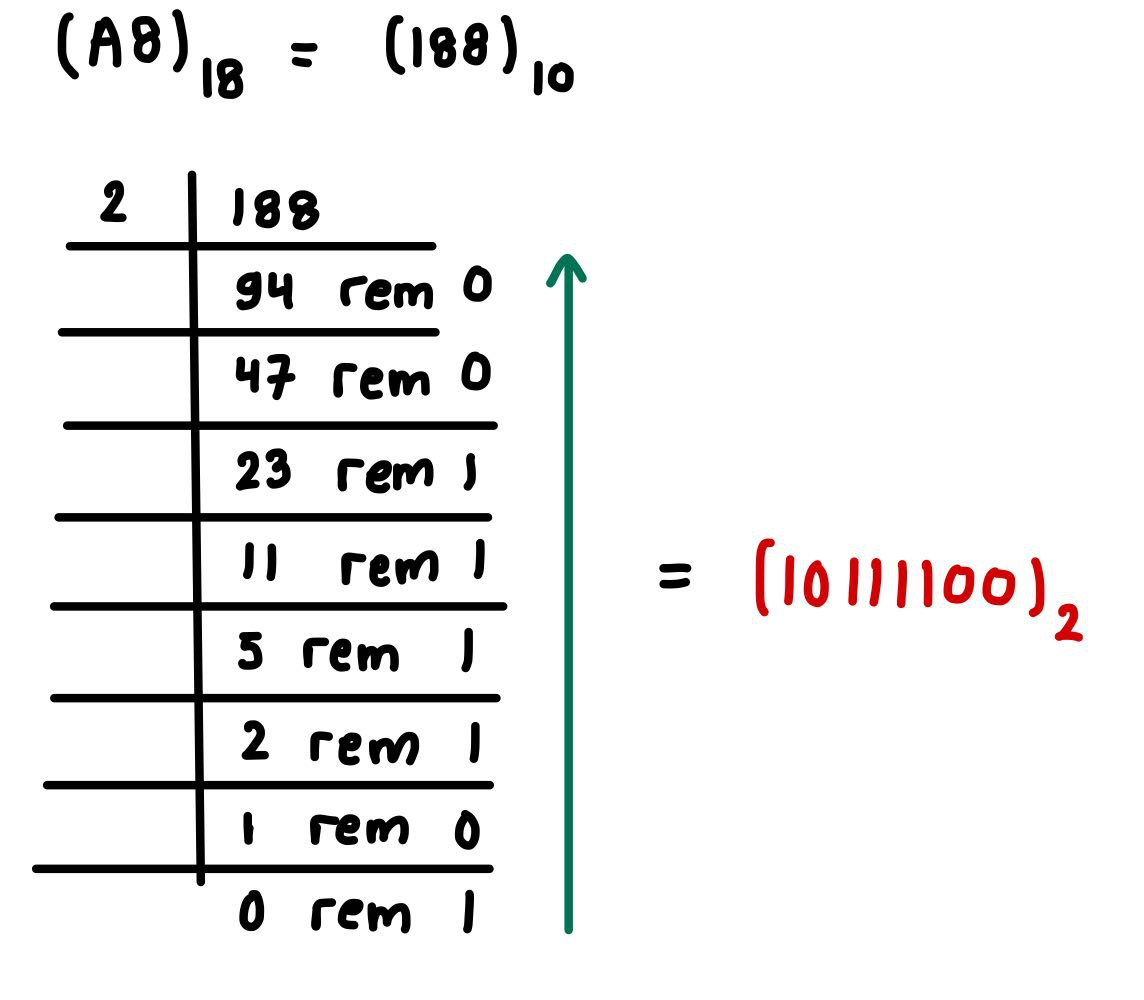 (A8)₁₈ = (188)₁₀
2 188
94 rem 0
47 rem 0
23 rem 1
11 rem 1
5 rem 1
2 rem 1
1 rem 0
0 rem 1
= (10111100)₂